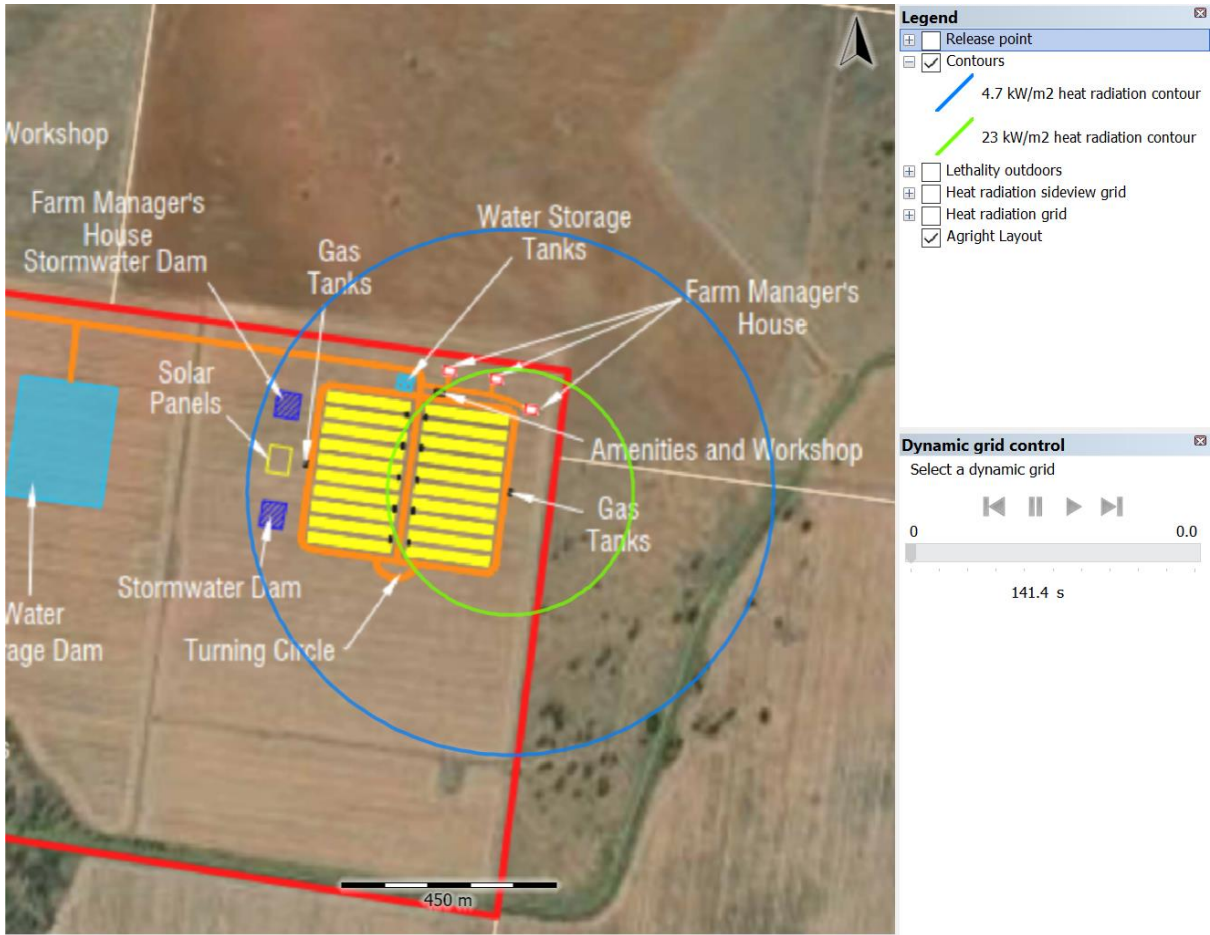 Workshop
Farm Manager's
House
Stormwater Dam
Gas
Tanks
Water Storage
Tanks
Farm Manager's
House
Solar
Panels
Amenities and Workshop
Gas
Tanks
Stormwater Dam
Water
rage Dam
Turning Circle
s
450 m
Legend
Release point
Contours
4.7 kW/m2 heat radiation contour
23 kW/m2 heat radiation contour
Lethality outdoors
Heat radiation sideview grid
Heat radiation grid
Agright Layout
Dynamic grid control
Select a dynamic grid
0 0.0
141.4 s